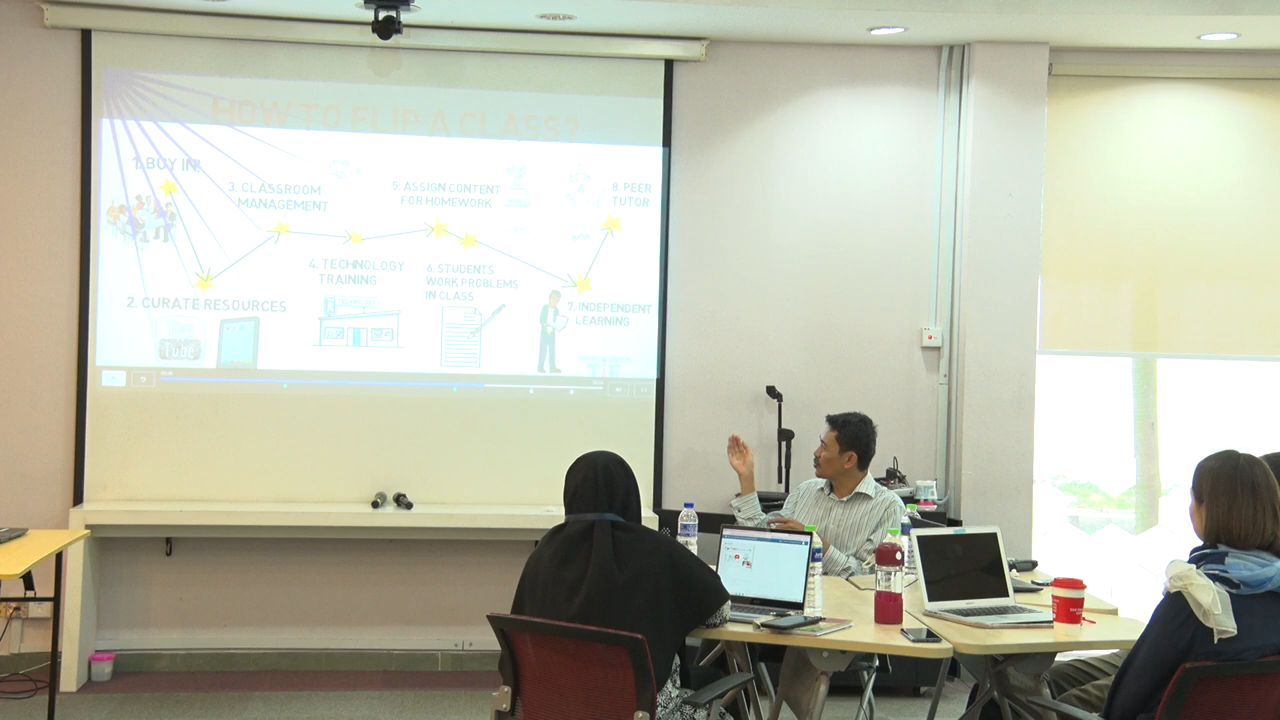 HOW TO FLIP A CLASS?
1. BUY IN!
3. CLASSROOM
MANAGEMENT
5. ASSIGN CONTENT
FOR HOMEWORK
8. PEER
TUTOR
4. TECHNOLOGY
TRAINING
6. STUDENTS
WORK PROBLEMS
IN CLASS
2. CURATE RESOURCES
7. INDEPENDENT
LEARNING
Tube